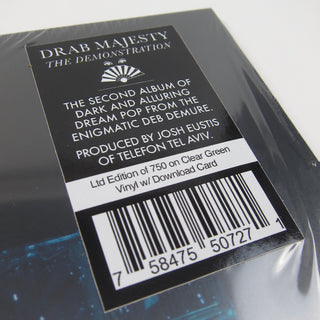 DRAB MAJESTY
THE DEMONSTRATION
THE SECOND ALBUM OF
DARK AND ALLURING
DREAM POP FROM THE
ENIGMATIC DEB DEMURE.
PRODUCED BY JOSH EUSTIS
OF TELEFON TEL AVIV.
Ltd Edition of 750 on Clear Green
Vinyl w/ Download Card
7 58475 50727 1